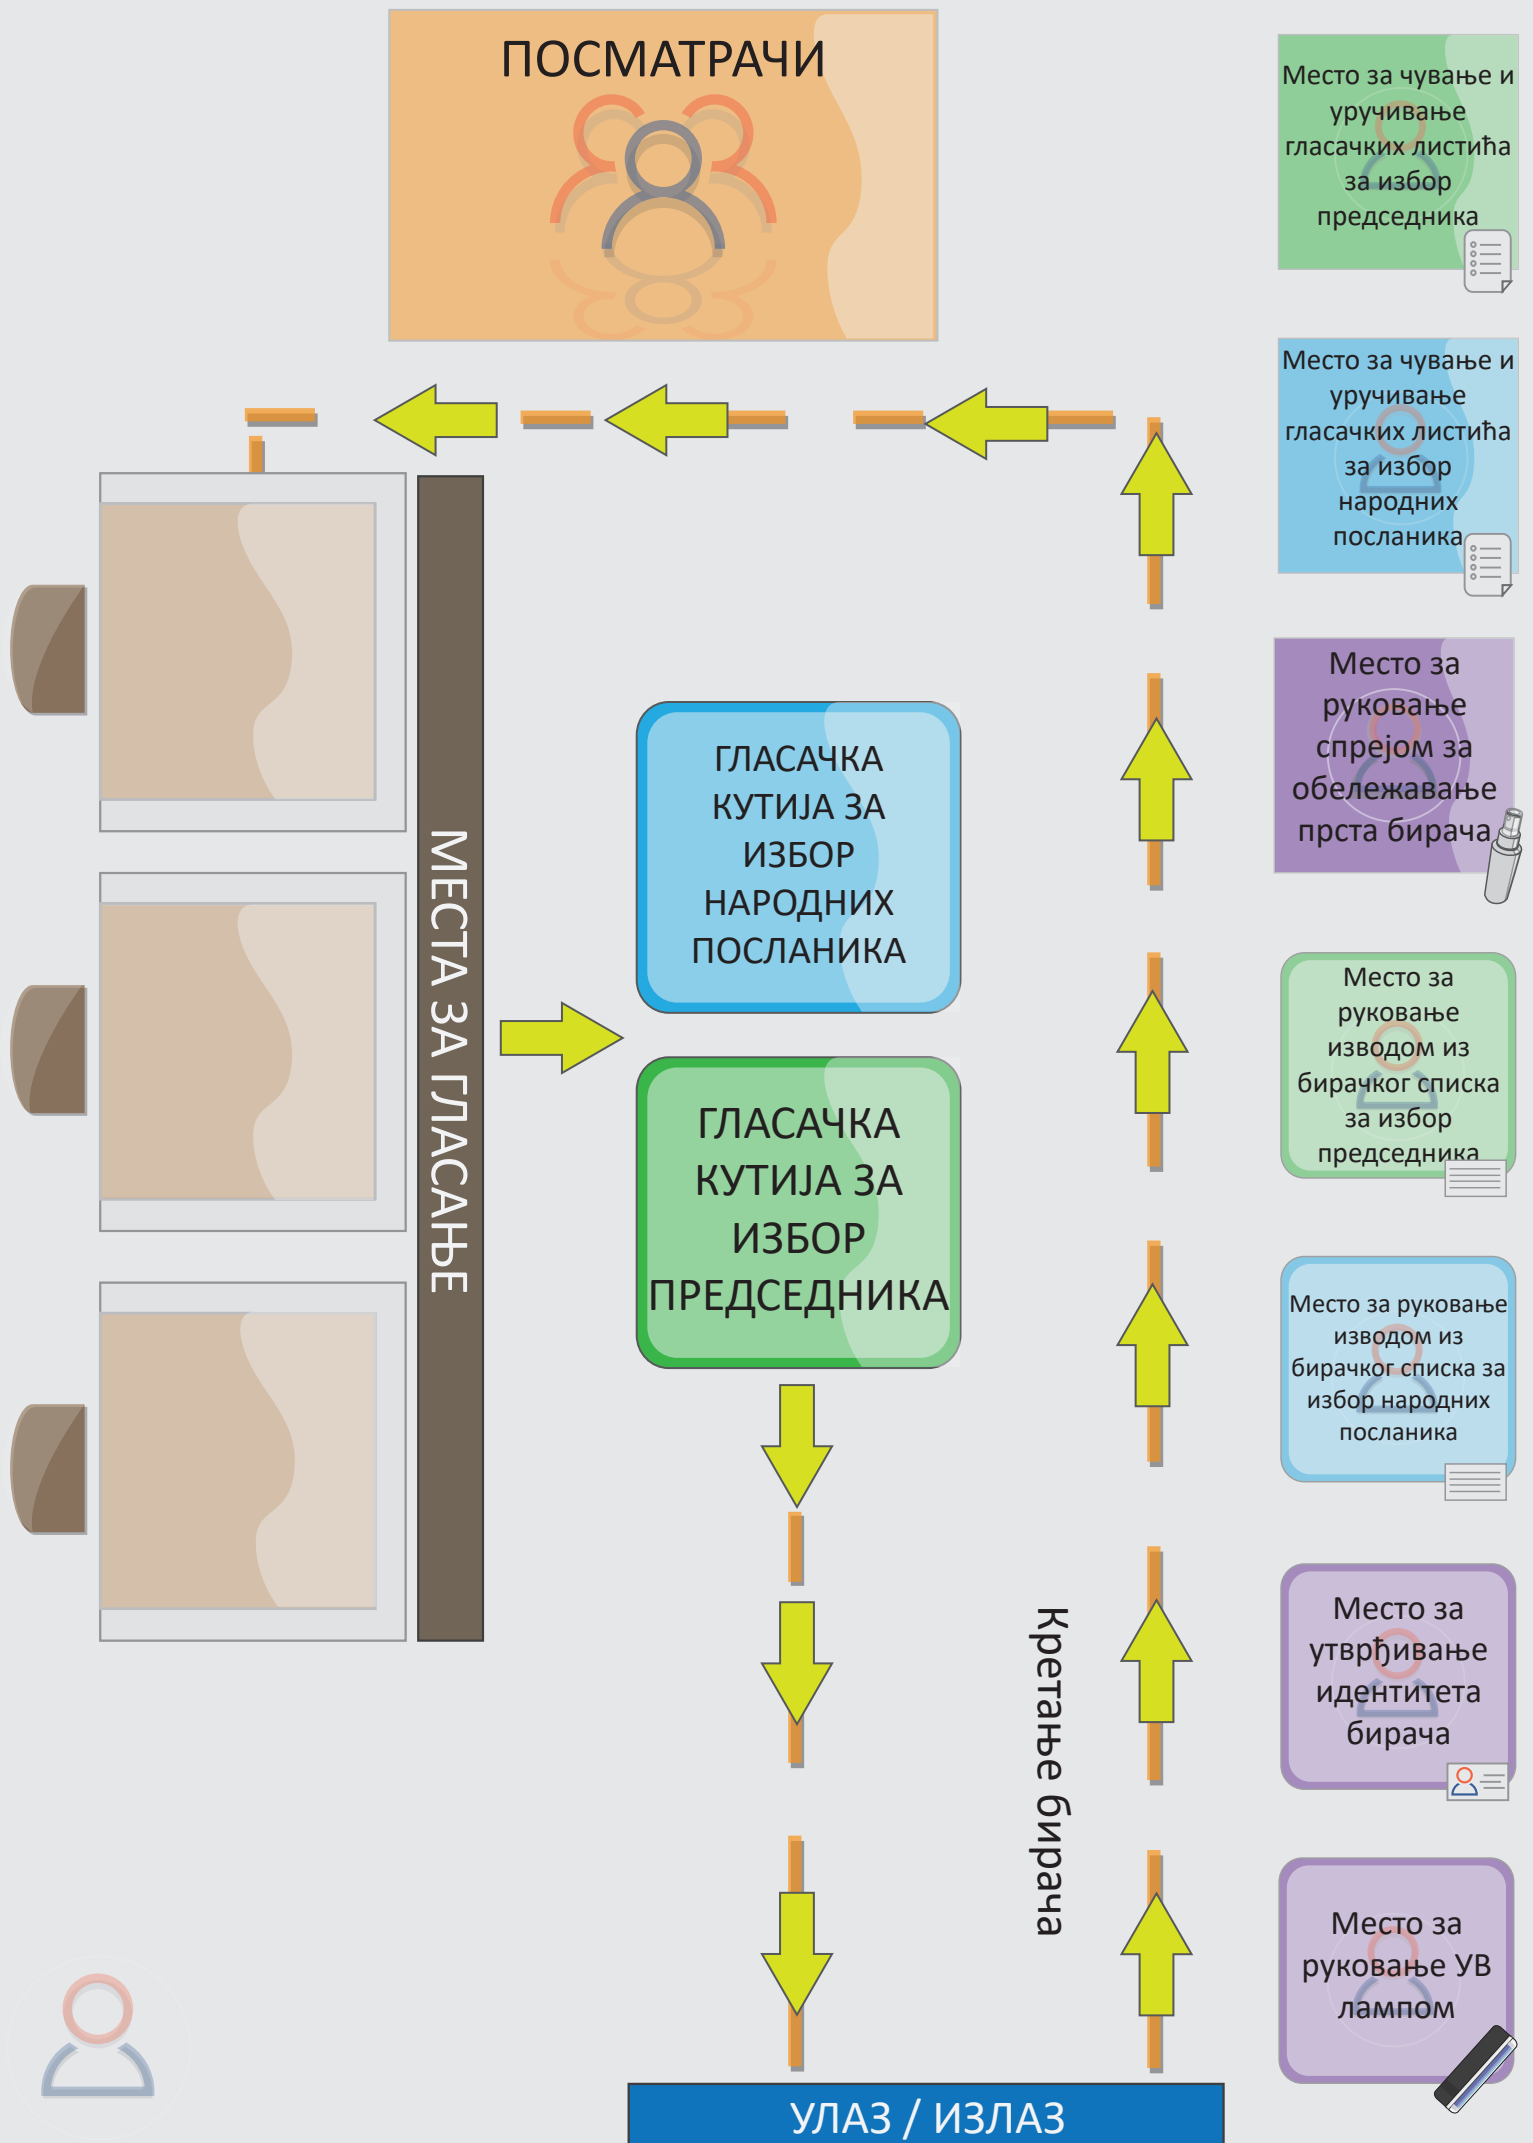 ПОСМАТРАЧИ
Место за чување и
уручивање
гласачких листића
за избор
председника
Место за чување и
уручивање
гласачких листића
за избор
народних
посланика
Место за
руковање
спрејом за
обележавање
прста бирача
МЕСТА ЗА ГЛАСАЊЕ
ГЛАСАЧКА
КУТИЈА ЗА
ИЗБОР
НАРОДНИХ
ПОСЛАНИКА
ГЛАСАЧКА
КУТИЈА ЗА
ИЗБОР
ПРЕДСЕДНИКА
Место за
руковање
изводом из
бирачког списка
за избор
председника
Место за руковање
изводом из
бирачког списка за
избор народних
посланика
Кретање бирача
Место за
утврђивање
идентитета
бирача
Место за
руковање УВ
лампом
УЛАЗ / ИЗЛАЗ